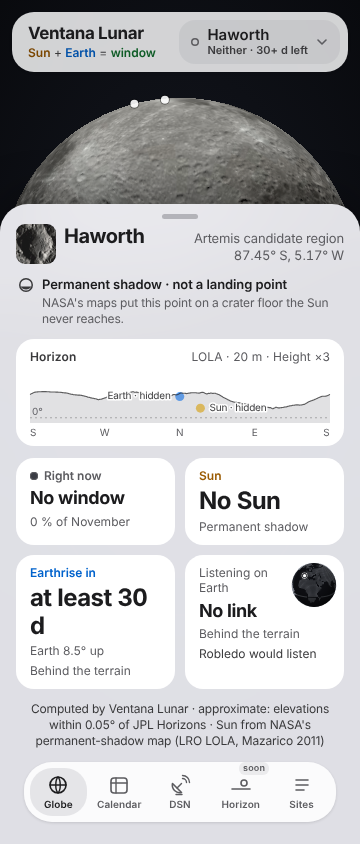 Ventana Lunar
Sun + Earth = window
Haworth
Neither · 30+ d left
Haworth
Artemis candidate region
87.45° S, 5.17° W
Permanent shadow · not a landing point
NASA's maps put this point on a crater floor the Sun
never reaches.
Horizon
LOLA · 20 m · Height ×3
Earth · hidden
Sun · hidden
0°
S W N E S
Right now
No window
0 % of November
Sun
No Sun
Permanent shadow
Earthrise in
at least 30
d
Earth 8.5° up
Behind the terrain
Listening on
Earth
No link
Behind the terrain
Robledo would listen
Computed by Ventana Lunar · approximate: elevations
within 0.05° of JPL Horizons · Sun from NASA's
permanent-shadow map (LRO LOLA, Mazarico 2011)
soon
Globe Calendar DSN Horizon Sites